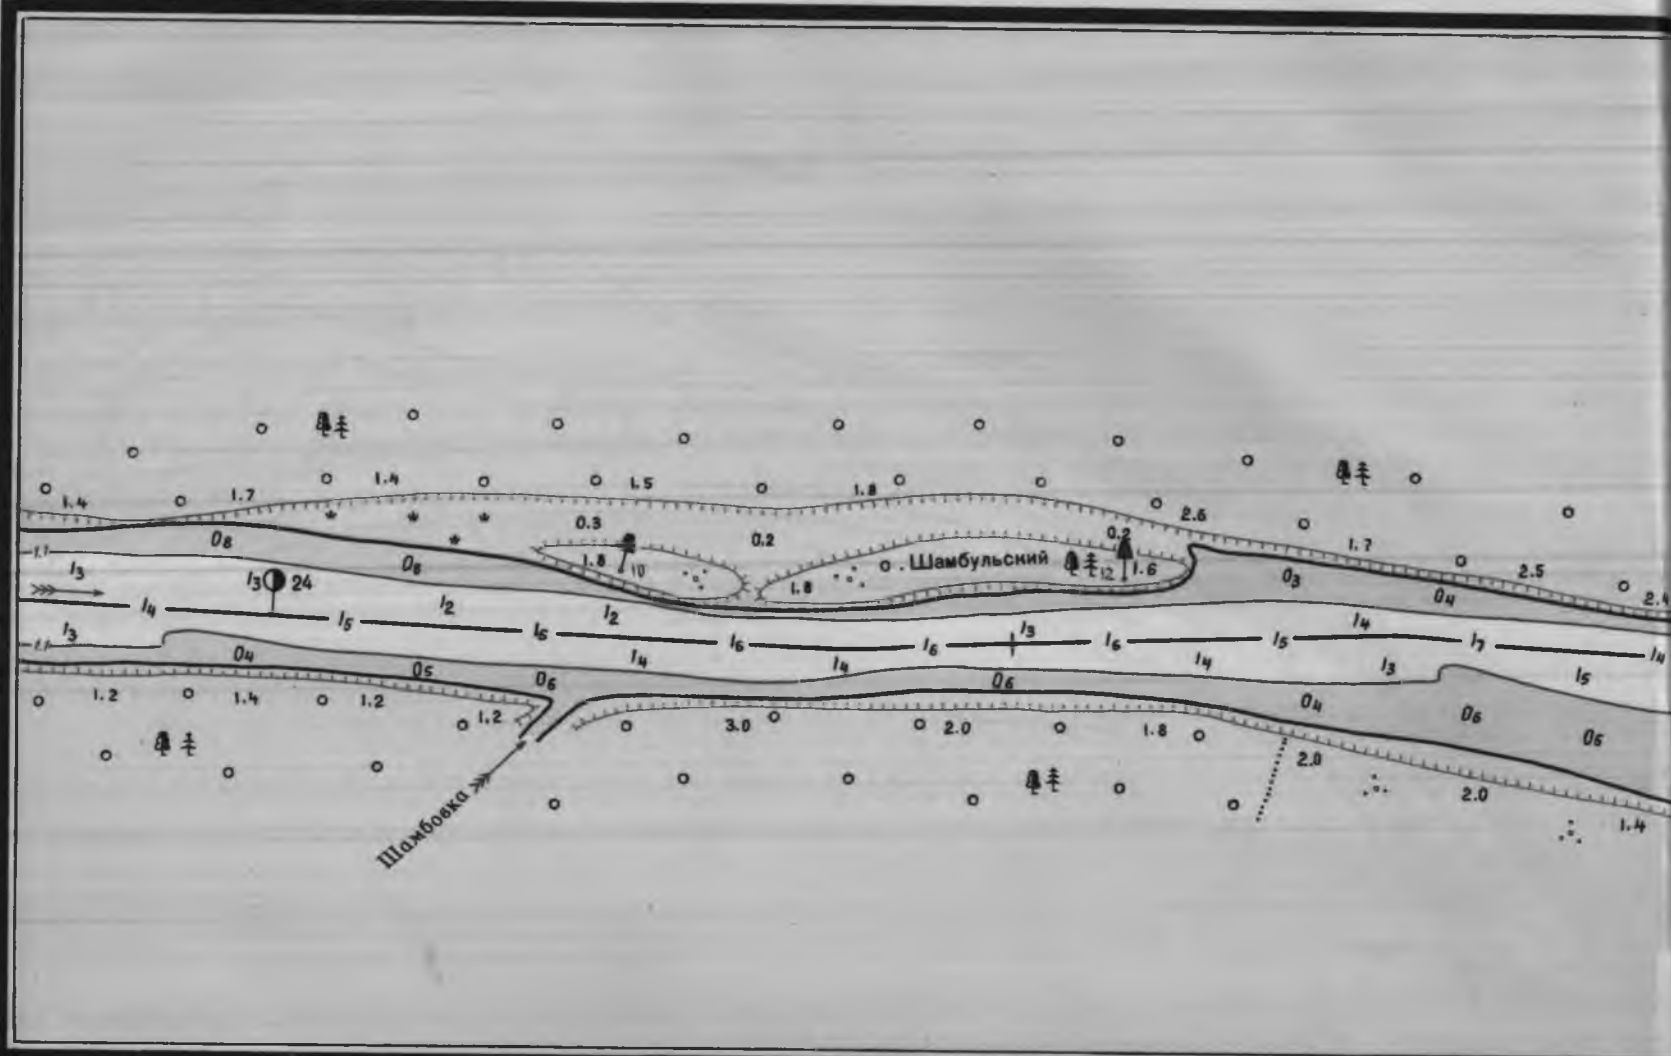 1.4 1.7 1.4 1.5 1.8 2.6 1.7 2.5 2.4
0.3 0.2 0.2
1.8 10 1.8 о. Шамбульский 12 1.6
0₈ 0₈ 0₃ 0₄
1.1 1₃ 1₃ 24 1₂ 1₂ 1₃ 1₄
1₄ 1₅ 1₅ 1₆ 1₆ 1₆ 1₅ 1₇ 1₄
1.1 1₃ 1₄ 1₄ 1₄ 1₃ 1₅
0₄ 0₅ 0₆ 0₆ 0₄ 0₆ 0₆
1.2 1.4 1.2 1.2 3.0 2.0 1.8 2.0 2.0 1.4
Шамбовка